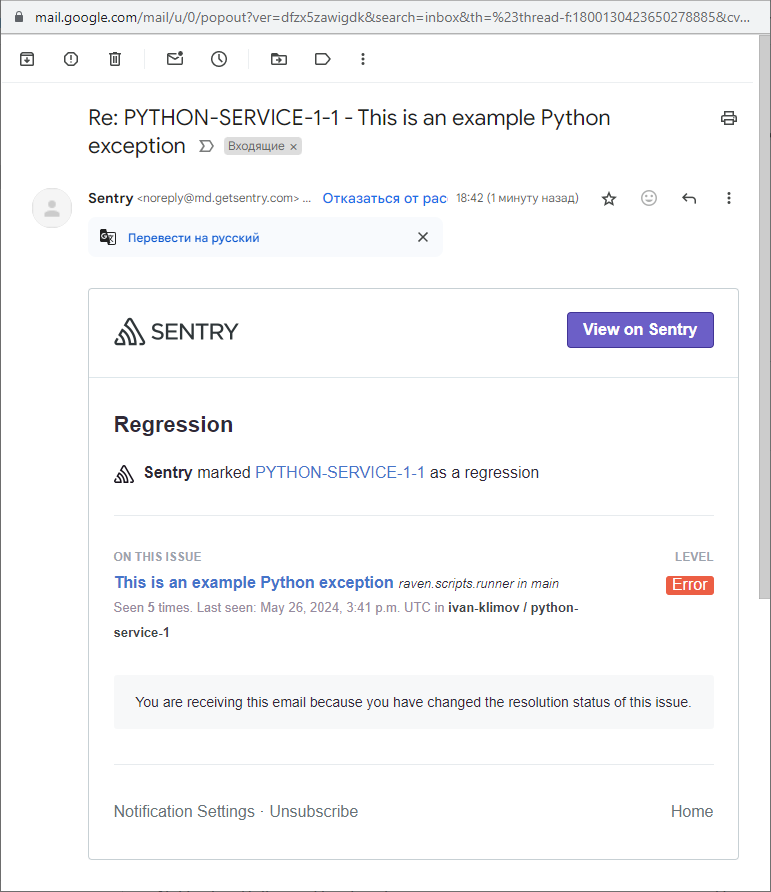 mail.google.com/mail/u/0/popout?ver=dfzx5zawigdk&search=inbox&th=%23thread-f:1800130423650278885&cv...
Re: PYTHON-SERVICE-1-1 - This is an example Python
exception Входящие ×
Sentry <noreply@md.getsentry.com> ... Отказаться от рас 18:42 (1 минуту назад)
Перевести на русский
SENTRY View on Sentry
Regression
Sentry marked PYTHON-SERVICE-1-1 as a regression
ON THIS ISSUE LEVEL
This is an example Python exception raven.scripts.runner in main Error
Seen 5 times. Last seen: May 26, 2024, 3:41 p.m. UTC in ivan-klimov / python-
service-1
You are receiving this email because you have changed the resolution status of this issue.
Notification Settings · Unsubscribe Home